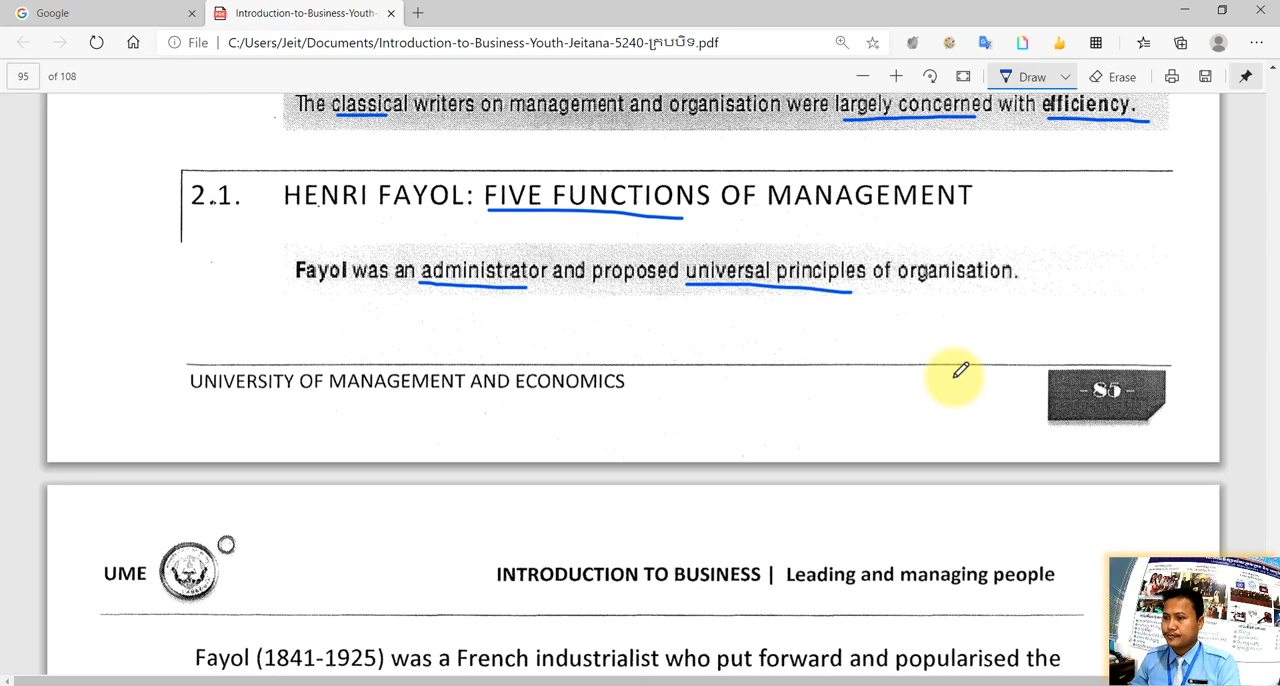 Google
Introduction-to-Business-Youth-
File
C:/Users/Jeit/Documents/Introduction-to-Business-Youth-Jeitana-5240-ក្របបិទ.pdf
95 of 108
Draw
Erase
The classical writers on management and organisation were largely concerned with efficiency.
2.1. HENRI FAYOL: FIVE FUNCTIONS OF MANAGEMENT
Fayol was an administrator and proposed universal principles of organisation.
UNIVERSITY OF MANAGEMENT AND ECONOMICS
- 85 -
UME
INTRODUCTION TO BUSINESS | Leading and managing people
Fayol (1841-1925) was a French industrialist who put forward and popularised the